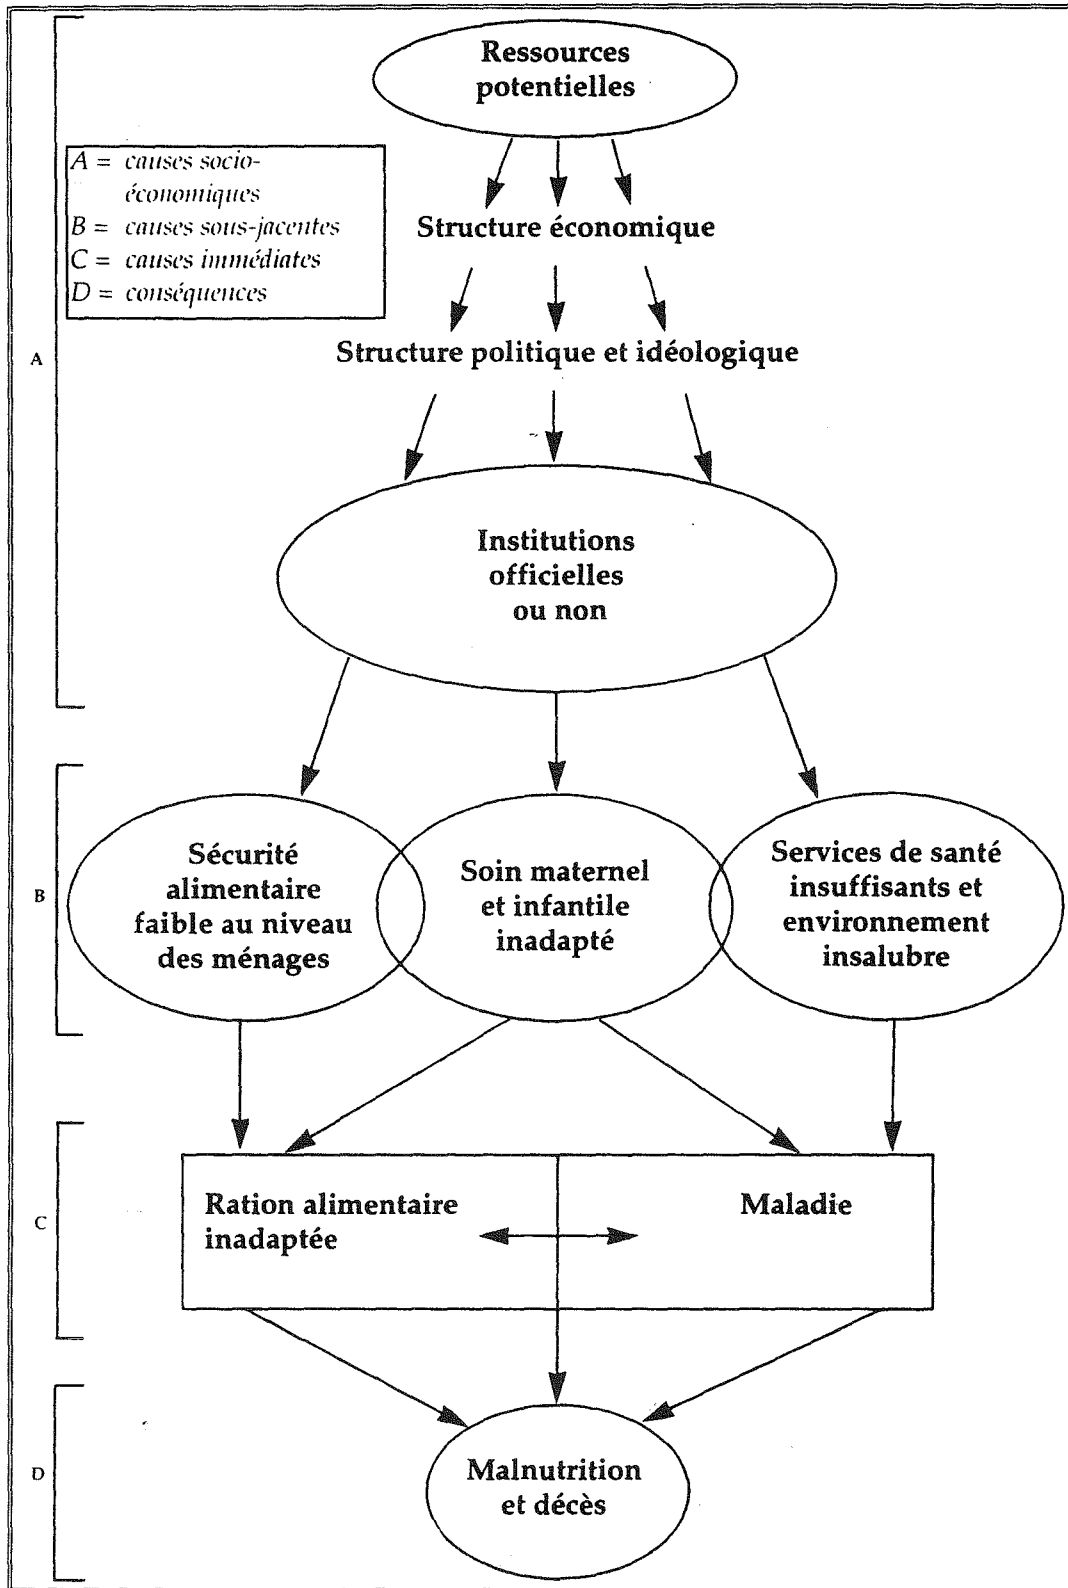 Ressources
potentielles
A = causes socio-
économiques
B = causes sous-jacentes
C = causes immédiates
D = conséquences
Structure économique
Structure politique et idéologique
A
Institutions
officielles
ou non
B
Sécurité
alimentaire
faible au niveau
des ménages
Soin maternel
et infantile
inadapté
Services de santé
insuffisants et
environnement
insalubre
C
Ration alimentaire
inadaptée
Maladie
D
Malnutrition
et décès